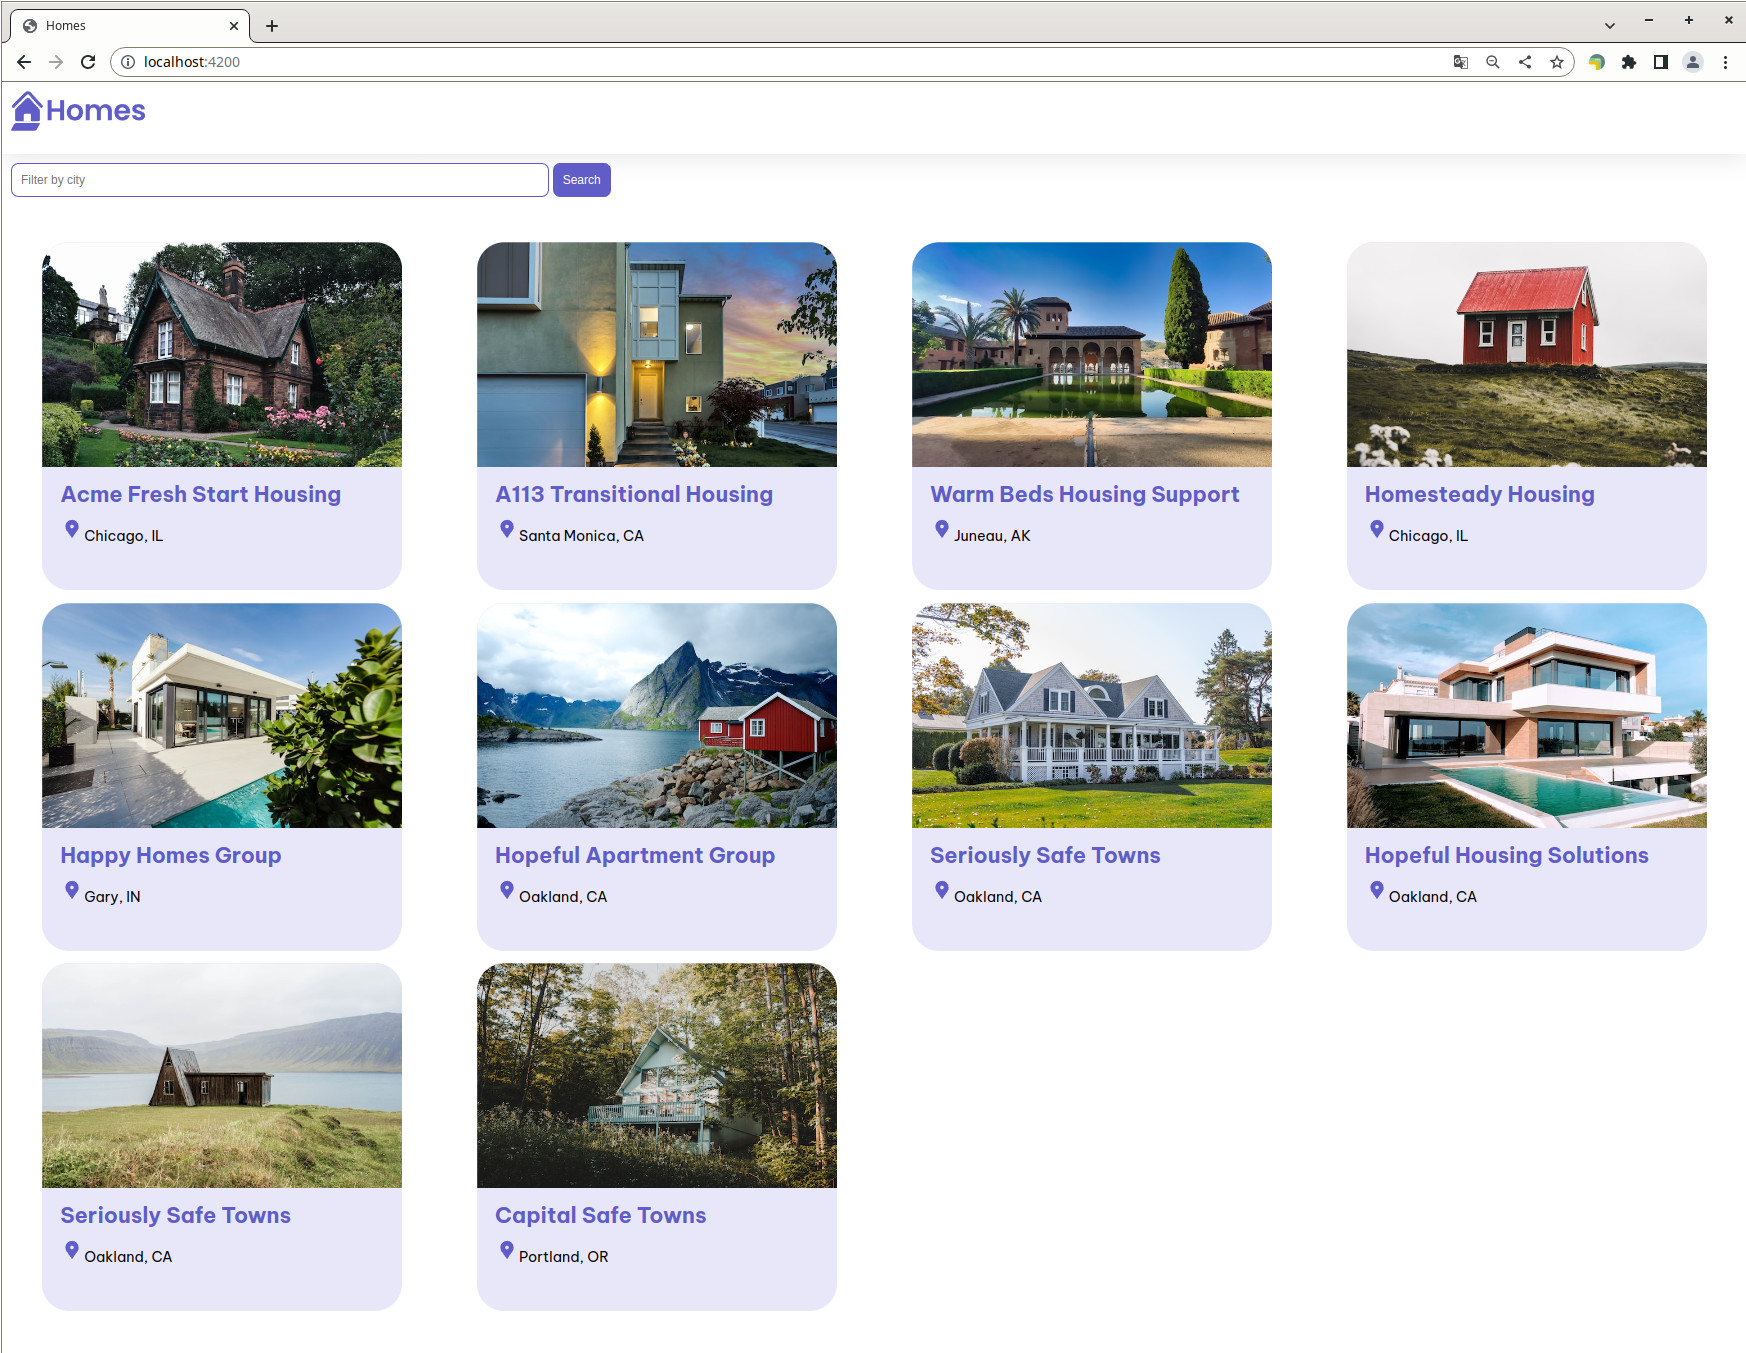 Homes
localhost:4200
Homes
Filter by city
Search
Acme Fresh Start Housing
Chicago, IL
A113 Transitional Housing
Santa Monica, CA
Warm Beds Housing Support
Juneau, AK
Homesteady Housing
Chicago, IL
Happy Homes Group
Gary, IN
Hopeful Apartment Group
Oakland, CA
Seriously Safe Towns
Oakland, CA
Hopeful Housing Solutions
Oakland, CA
Seriously Safe Towns
Oakland, CA
Capital Safe Towns
Portland, OR